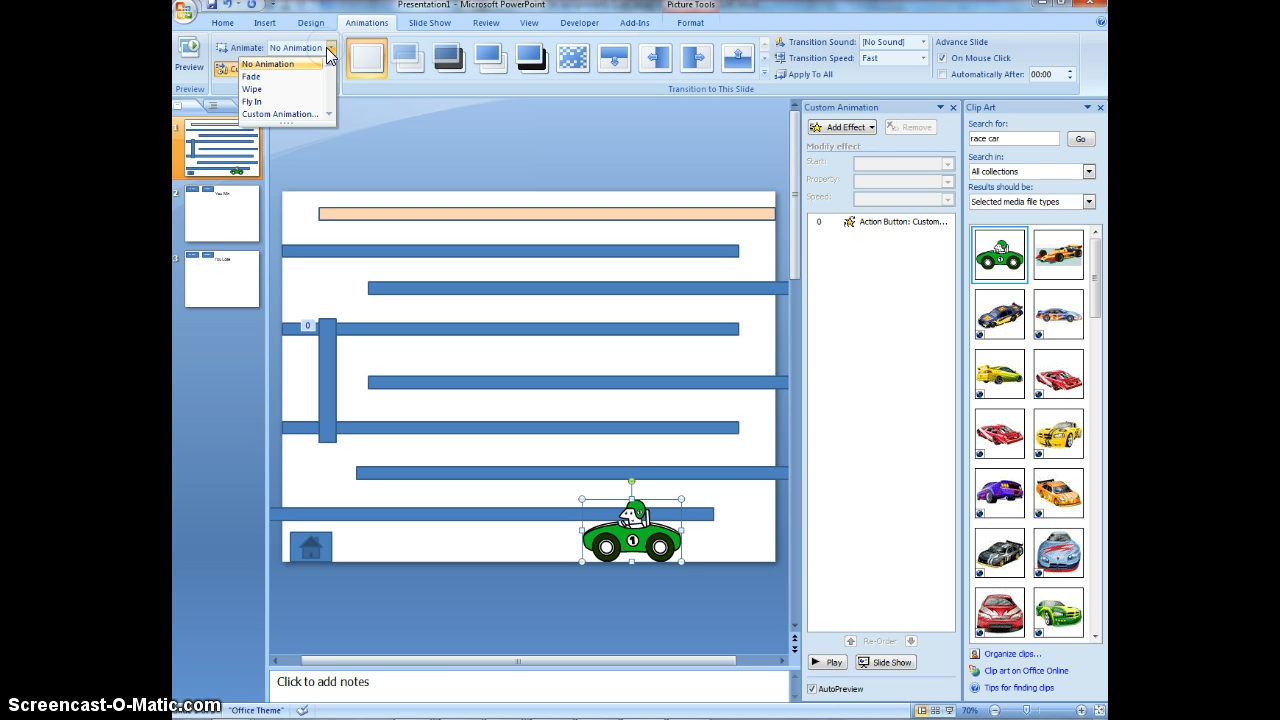 Presentation1 - Microsoft PowerPoint
Picture Tools
Home
Insert
Design
Animations
Slide Show
Review
View
Developer
Add-Ins
Format
Preview
Animate: No Animation
No Animation
Fade
Wipe
Fly In
Custom Animation...
Preview
Transition Sound: [No Sound]
Transition Speed: Fast
Apply To All
Transition to This Slide
Advance Slide
On Mouse Click
Automatically After: 00:00
1
2
You Win
3
You Lose
0
1
Custom Animation
Add Effect
Remove
Modify effect
Start:
Property:
Speed:
0 Action Button: Custom...
Re-Order
Play
Slide Show
AutoPreview
Clip Art
Search for:
race car
Go
Search in:
All collections
Results should be:
Selected media file types
Organize clips...
Clip art on Office Online
Tips for finding clips
Click to add notes
"Office Theme"
70%
Screencast-O-Matic.com